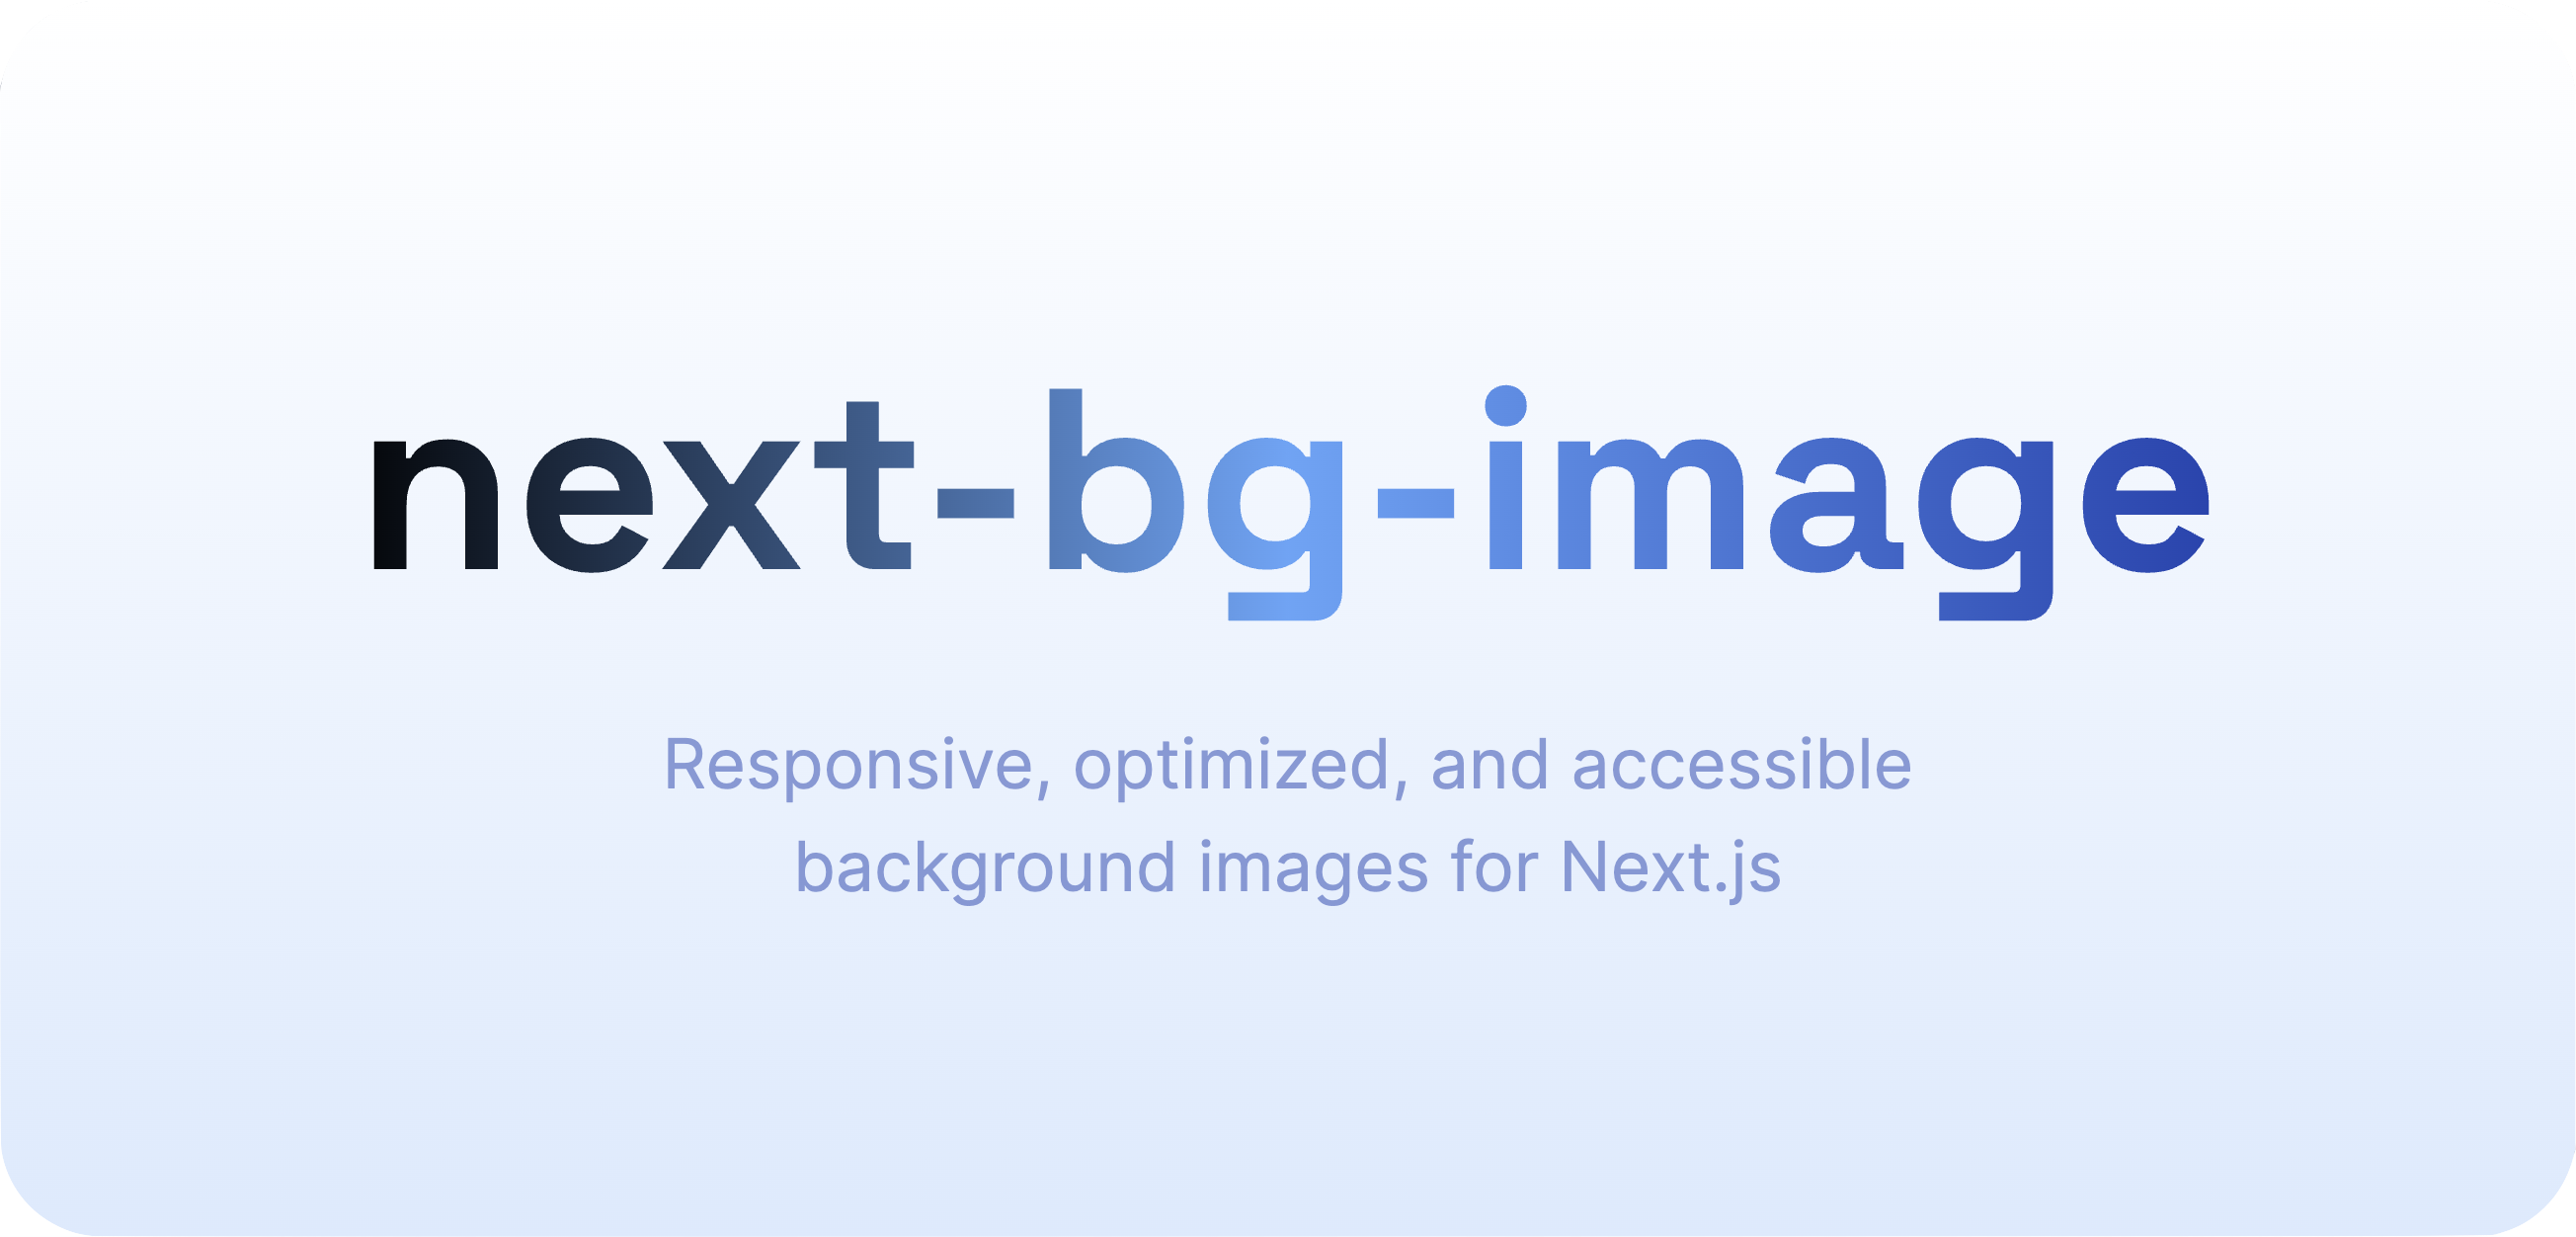 next-bg-image
Responsive, optimized, and accessible
background images for Next.js